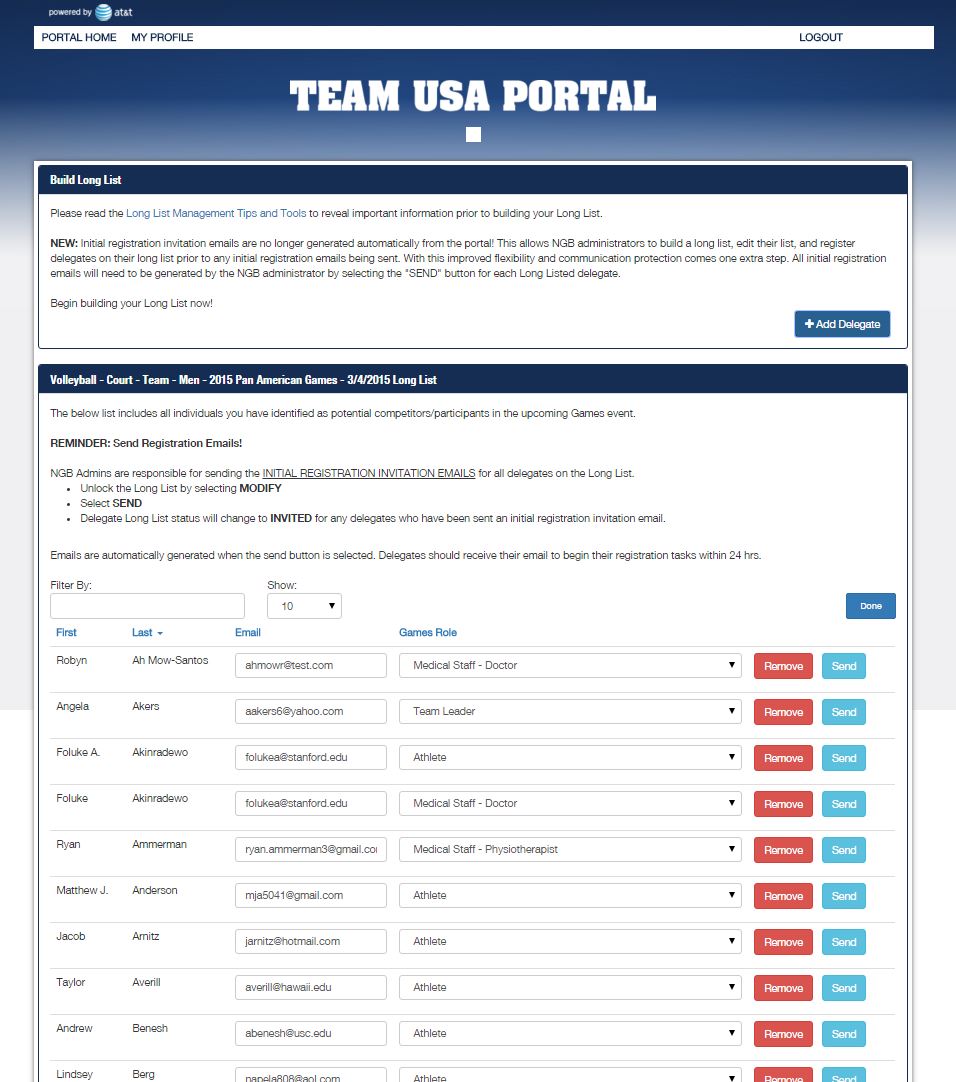 powered by at&t
PORTAL HOME MY PROFILE LOGOUT
TEAM USA PORTAL
Build Long List
Please read the Long List Management Tips and Tools to reveal important information prior to building your Long List.
NEW: Initial registration invitation emails are no longer generated automatically from the portal! This allows NGB administrators to build a long list, edit their list, and register
delegates on their long list prior to any initial registration emails being sent. With this improved flexibility and communication protection comes one extra step. All initial registration
emails will need to be generated by the NGB administrator by selecting the "SEND" button for each Long Listed delegate.
Begin building your Long List now!
+ Add Delegate
Volleyball - Court - Team - Men - 2015 Pan American Games - 3/4/2015 Long List
The below list includes all individuals you have identified as potential competitors/participants in the upcoming Games event.
REMINDER: Send Registration Emails!
NGB Admins are responsible for sending the INITIAL REGISTRATION INVITATION EMAILS for all delegates on the Long List.
• Unlock the Long List by selecting MODIFY
• Select SEND
• Delegate Long List status will change to INVITED for any delegates who have been sent an initial registration invitation email.
Emails are automatically generated when the send button is selected. Delegates should receive their email to begin their registration tasks within 24 hrs.
Filter By: Show:
10 Done
First Last Email Games Role
Robyn Ah Mow-Santos ahmowr@test.com Medical Staff - Doctor Remove Send
Angela Akers aakers6@yahoo.com Team Leader Remove Send
Foluke A. Akinradewo folukea@stanford.edu Athlete Remove Send
Foluke Akinradewo folukea@stanford.edu Medical Staff - Doctor Remove Send
Ryan Ammerman ryan.ammerman3@gmail.co Medical Staff - Physiotherapist Remove Send
Matthew J. Anderson mja5041@gmail.com Athlete Remove Send
Jacob Arnitz jarnitz@hotmail.com Athlete Remove Send
Taylor Averill averill@hawaii.edu Athlete Remove Send
Andrew Benesh abenesh@usc.edu Athlete Remove Send
Lindsey Berg napela808@aol.com Athlete Remove Send